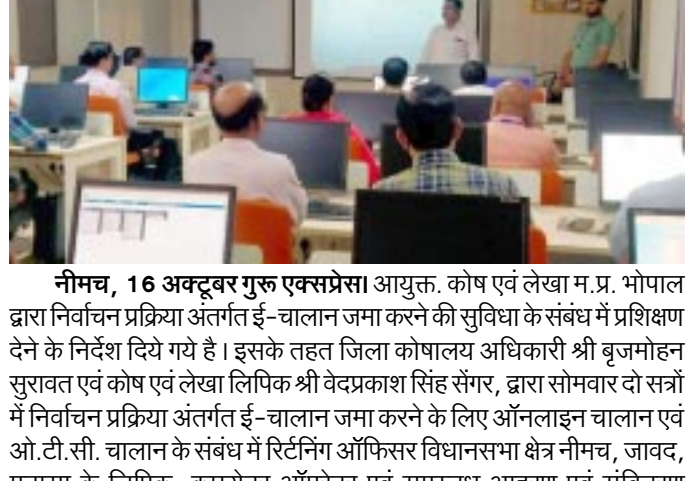 नीमच, 16 अक्टूबर गुरू एक्सप्रेस। आयुक्त. कोष एवं लेखा म.प्र. भोपाल
द्वारा निर्वाचन प्रक्रिया अंतर्गत ई-चालान जमा करने की सुविधा के संबंध में प्रशिक्षण
देने के निर्देश दिये गये है। इसके तहत जिला कोषालय अधिकारी श्री बृजमोहन
सुरावत एवं कोष एवं लेखा लिपिक श्री वेदप्रकाश सिंह सेंगर, द्वारा सोमवार दो सत्रों
में निर्वाचन प्रक्रिया अंतर्गत ई-चालान जमा करने के लिए ऑनलाइन चालान एवं
ओ.टी.सी. चालान के संबंध में रिर्टनिंग ऑफिसर विधानसभा क्षेत्र नीमच, जावद,